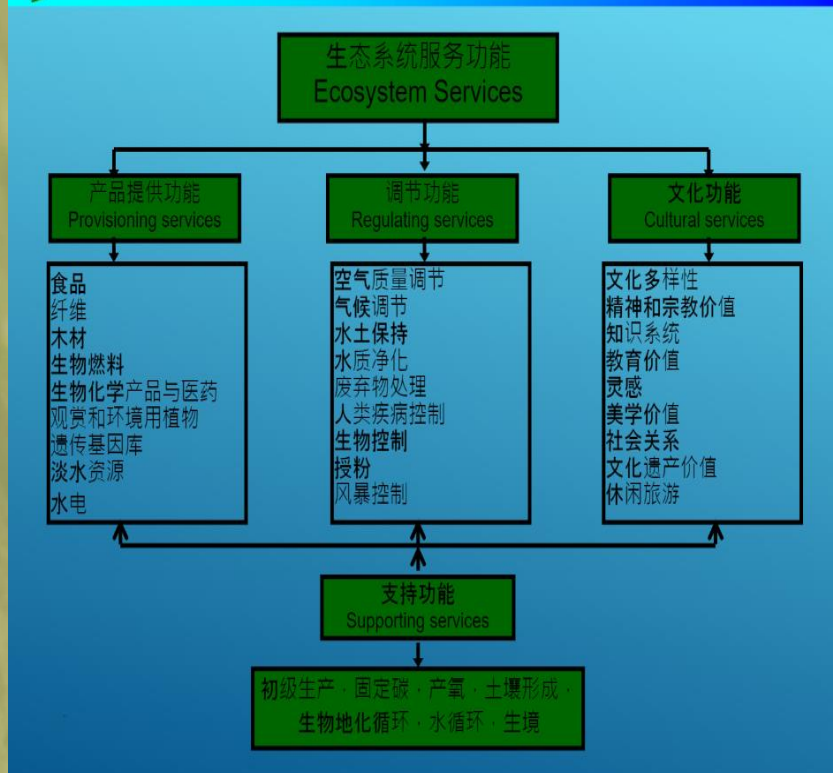 生态系统服务功能
Ecosystem Services
产品提供功能
Provisioning services
食品
纤维
木材
生物燃料
生物化学产品与医药
观赏和环境用植物
遗传基因库
淡水资源
水电
调节功能
Regulating services
空气质量调节
气候调节
水土保持
水质净化
废弃物处理
人类疾病控制
生物控制
授粉
风暴控制
文化功能
Cultural services
文化多样性
精神和宗教价值
知识系统
教育价值
灵感
美学价值
社会关系
文化遗产价值
休闲旅游
支持功能
Supporting services
初级生产﹒固定碳﹒产氧﹒土壤形成﹒
生物地化循环﹒水循环﹒生境